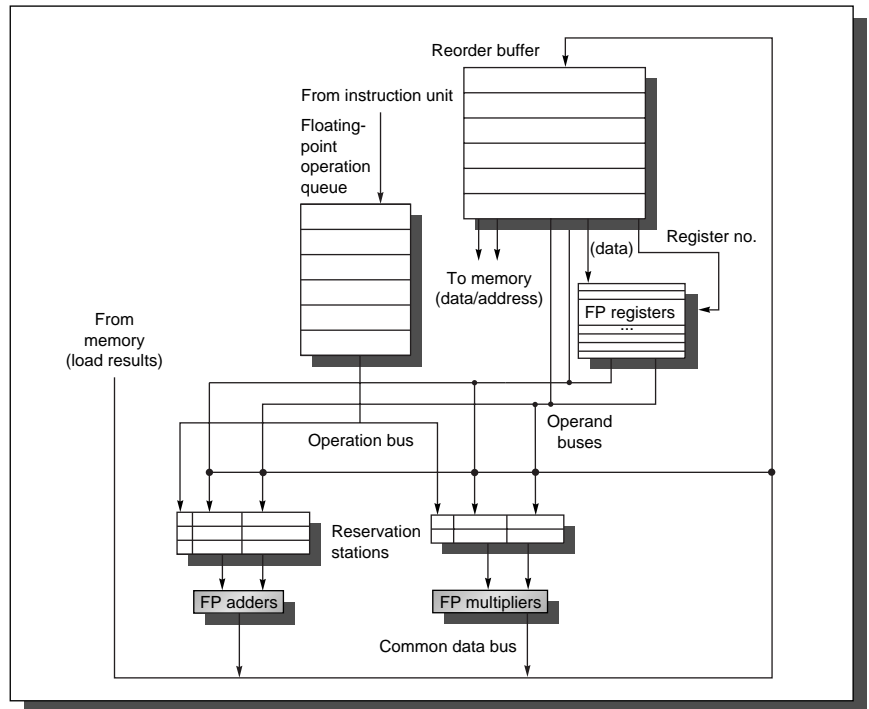 Reorder buffer
From instruction unit
Floating-
point
operation
queue
(data)
Register no.
To memory
(data/address)
FP registers
...
From
memory
(load results)
Operation bus
Operand
buses
Reservation
stations
FP adders
FP multipliers
Common data bus